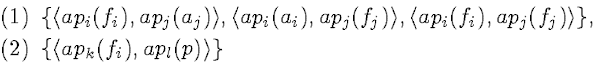 (1) {⟨ap_i(f_i), ap_j(a_j)⟩, ⟨ap_i(a_i), ap_j(f_j)⟩, ⟨ap_i(f_i), ap_j(f_j)⟩},
(2) {⟨ap_k(f_i), ap_l(p)⟩}